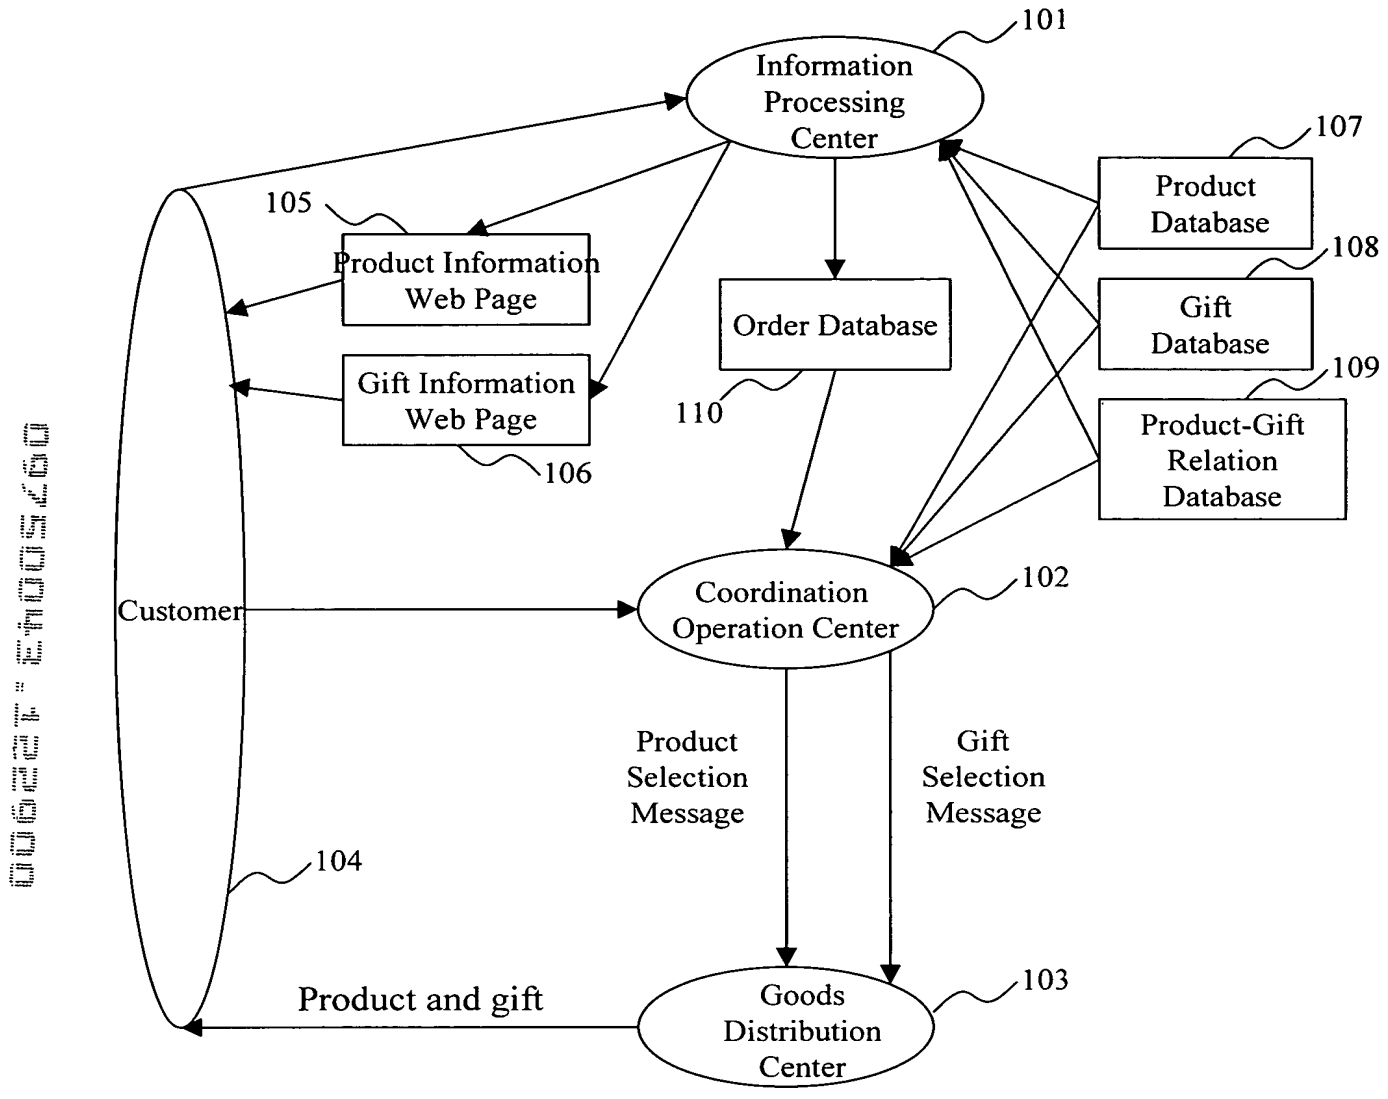 101
Information
Processing
Center
107
Product
Database
105
Product Information
Web Page
108
Gift
Database
Order Database
110
Gift Information
Web Page
106
109
Product-Gift
Relation
Database
102
Coordination
Operation Center
Customer
Product
Selection
Message
Gift
Selection
Message
104
103
Goods
Distribution
Center
Product and gift
09750043.122900